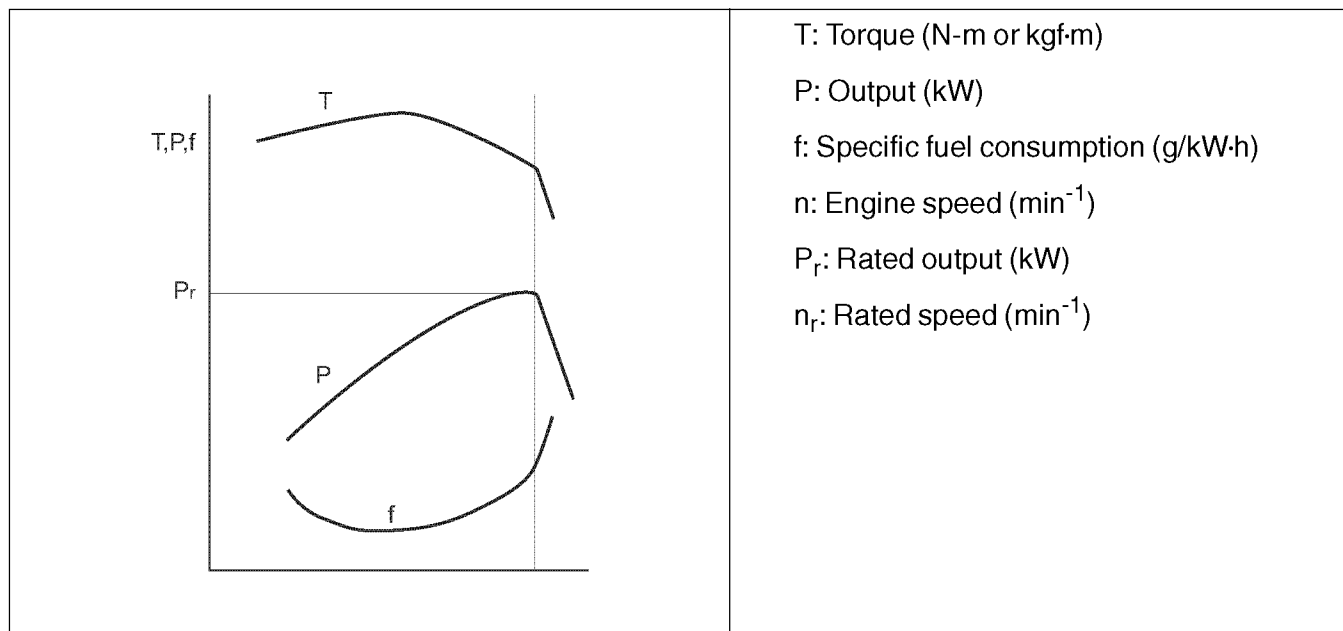 T
T,P,f
Pr
P
f
T: Torque (N-m or kgf·m)
P: Output (kW)
f: Specific fuel consumption (g/kW·h)
n: Engine speed (min-1)
Pr: Rated output (kW)
nr: Rated speed (min-1)